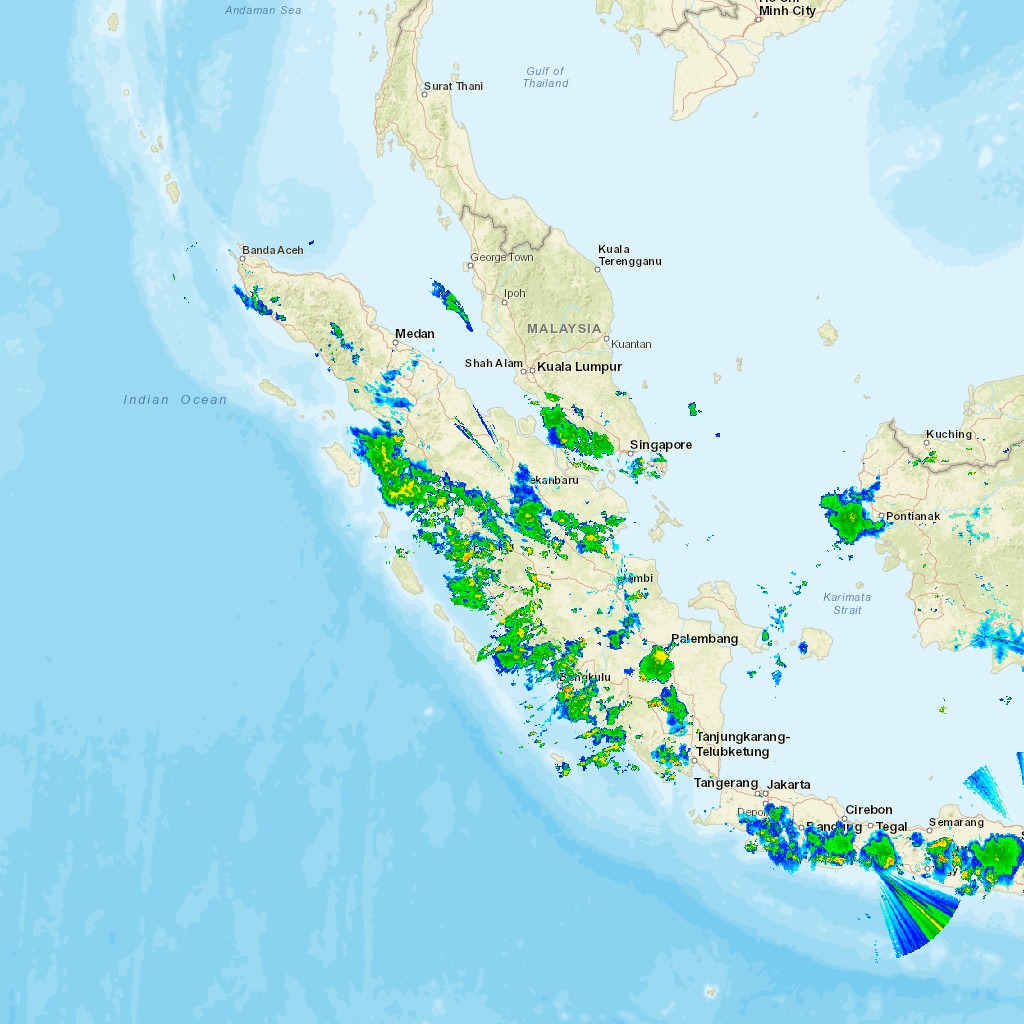 Andaman Sea
Minh City
Gulf of
Thailand
Surat Thani
Banda Aceh
George Town
Kuala
Terengganu
Ipoh
MALAYSIA
Medan
Kuantan
Shah Alam
Kuala Lumpur
Indian Ocean
Singapore
Kuching
ekanbaru
Pontianak
mbi
Karimata
Strait
Palembang
Bengkulu
Tanjungkarang-
Telubketung
Tangerang
Jakarta
Depok
Cirebon
Bandung
Tegal
Semarang